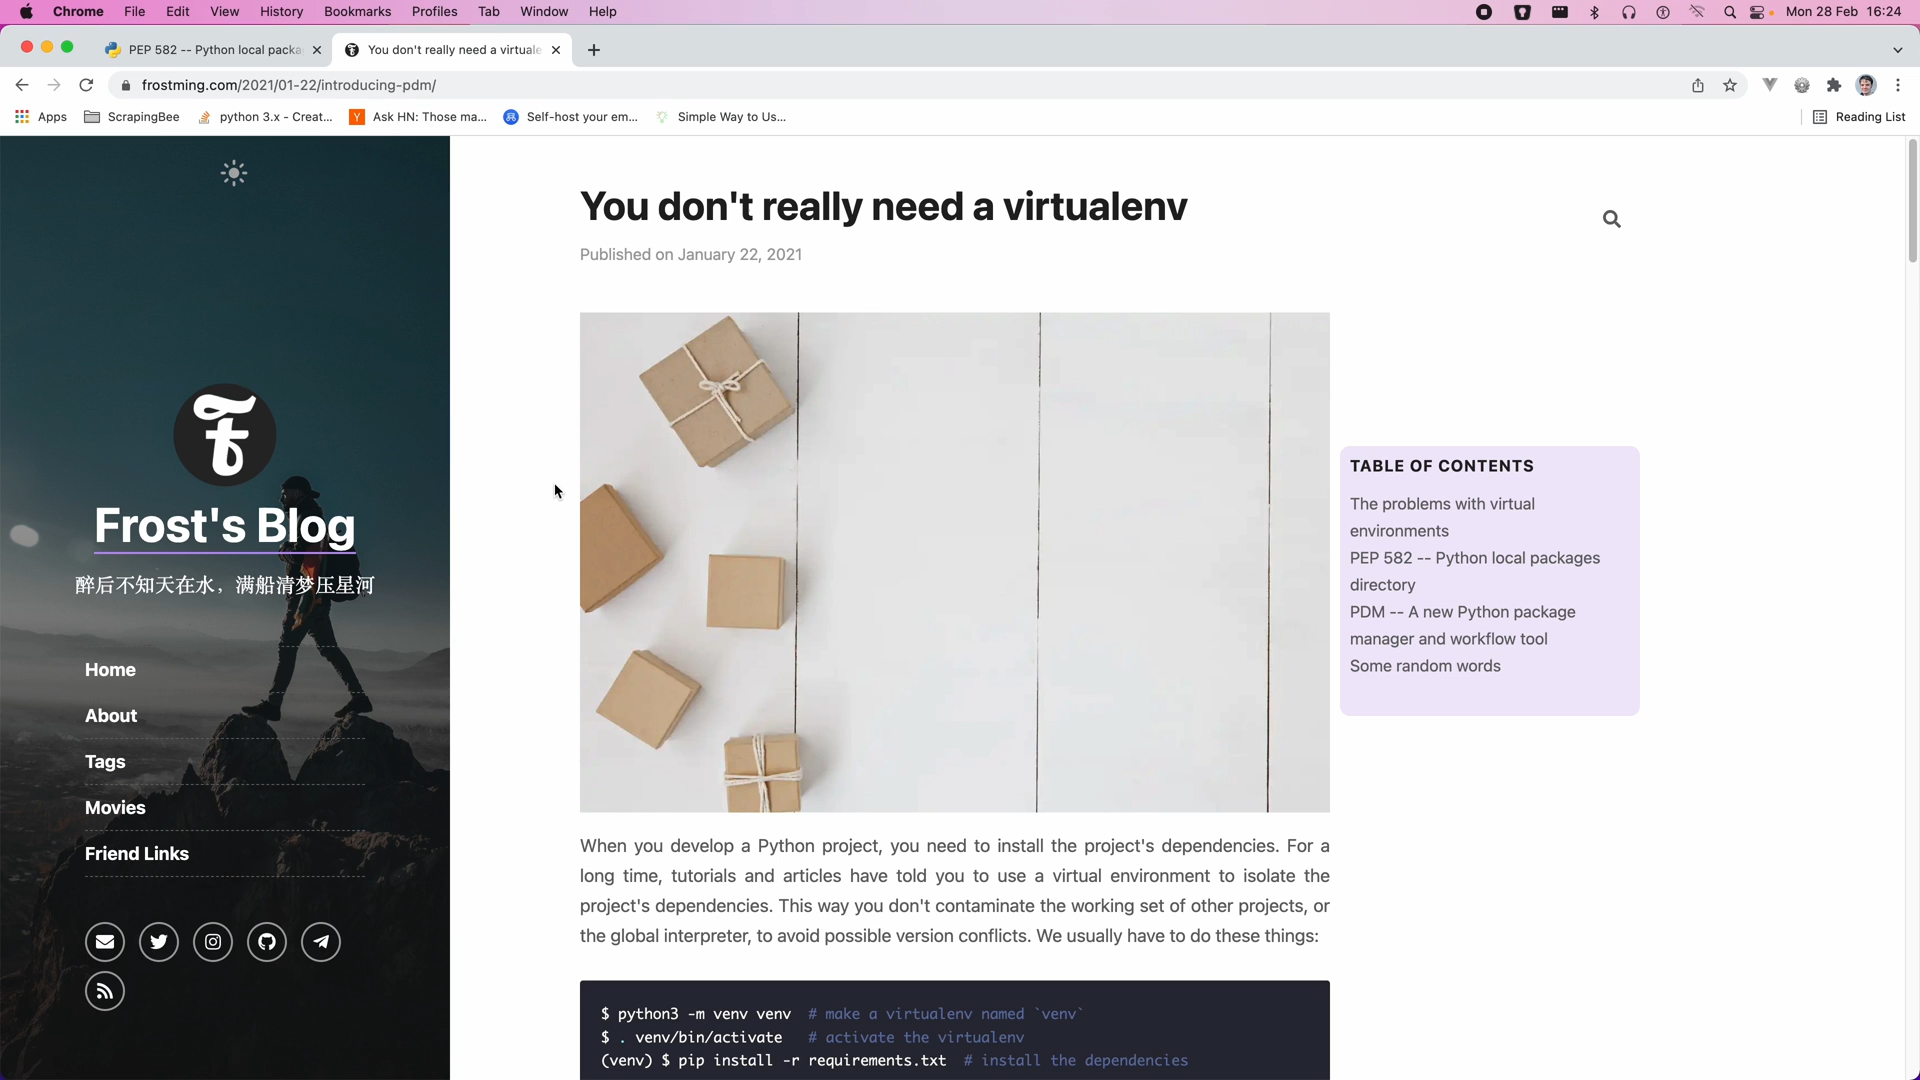 Chrome File Edit View History Bookmarks Profiles Tab Window Help Mon 28 Feb 16:24
PEP 582 -- Python local packa You don't really need a virtuale
frostming.com/2021/01-22/introducing-pdm/
Apps ScrapingBee python 3.x - Creat... Ask HN: Those ma... Self-host your em... Simple Way to Us... Reading List
You don't really need a virtualenv
Published on January 22, 2021
Frost's Blog
醉后不知天在水，满船清梦压星河
Home
About
Tags
Movies
Friend Links
TABLE OF CONTENTS
The problems with virtual
environments
PEP 582 -- Python local packages
directory
PDM -- A new Python package
manager and workflow tool
Some random words
When you develop a Python project, you need to install the project's dependencies. For a
long time, tutorials and articles have told you to use a virtual environment to isolate the
project's dependencies. This way you don't contaminate the working set of other projects, or
the global interpreter, to avoid possible version conflicts. We usually have to do these things:
$ python3 -m venv venv # make a virtualenv named `venv`
$ . venv/bin/activate # activate the virtualenv
(venv) $ pip install -r requirements.txt # install the dependencies